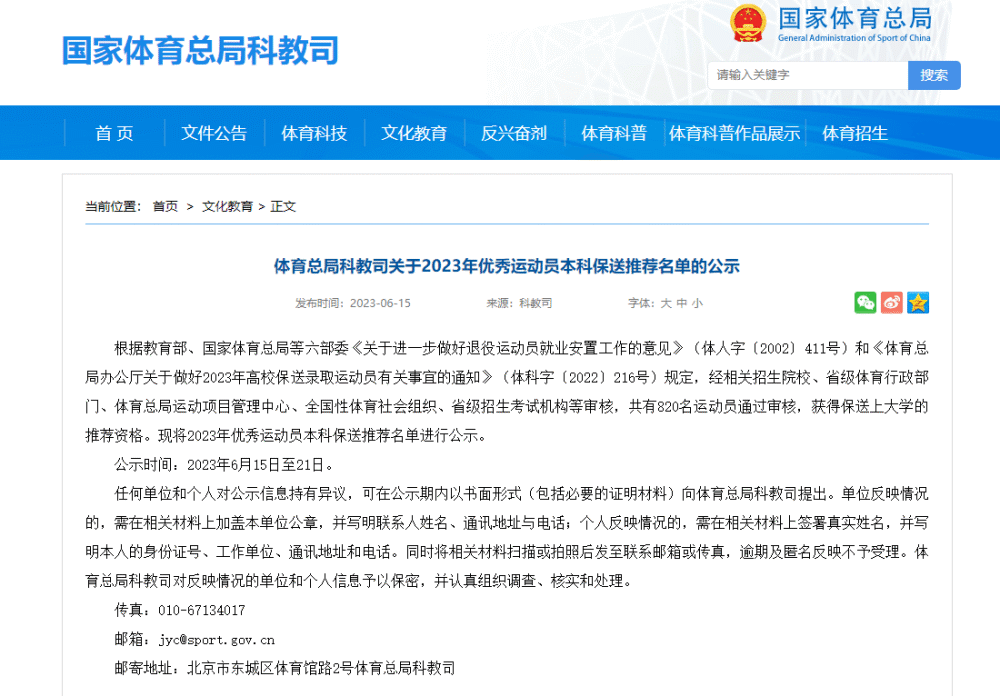 国家体育总局科教司
国家体育总局
General Administration of Sport of China
请输入关键字
搜索
首 页 文件公告 体育科技 文化教育 反兴奋剂 体育科普 体育科普作品展示 体育招生
当前位置： 首页 > 文化教育 > 正文
体育总局科教司关于2023年优秀运动员本科保送推荐名单的公示
发布时间：2023-06-15 来源：科教司 字体：大 中 小
根据教育部、国家体育总局等六部委《关于进一步做好退役运动员就业安置工作的意见》（体人字〔2002〕411号）和《体育总
局办公厅关于做好2023年高校保送录取运动员有关事宜的通知》（体科字〔2022〕216号）规定，经相关招生院校、省级体育行政部
门、体育总局运动项目管理中心、全国性体育社会组织、省级招生考试机构等审核，共有820名运动员通过审核，获得保送上大学的
推荐资格。现将2023年优秀运动员本科保送推荐名单进行公示。
公示时间：2023年6月15日至21日。
任何单位和个人对公示信息持有异议，可在公示期内以书面形式（包括必要的证明材料）向体育总局科教司提出。单位反映情况
的，需在相关材料上加盖本单位公章，并写明联系人姓名、通讯地址与电话；个人反映情况的，需在相关材料上签署真实姓名，并写
明本人的身份证号、工作单位、通讯地址和电话。同时将相关材料扫描或拍照后发至联系邮箱或传真，逾期及匿名反映不予受理。体
育总局科教司对反映情况的单位和个人信息予以保密，并认真组织调查、核实和处理。
传真：010-67134017
邮箱：jyc@sport.gov.cn
邮寄地址：北京市东城区体育馆路2号体育总局科教司